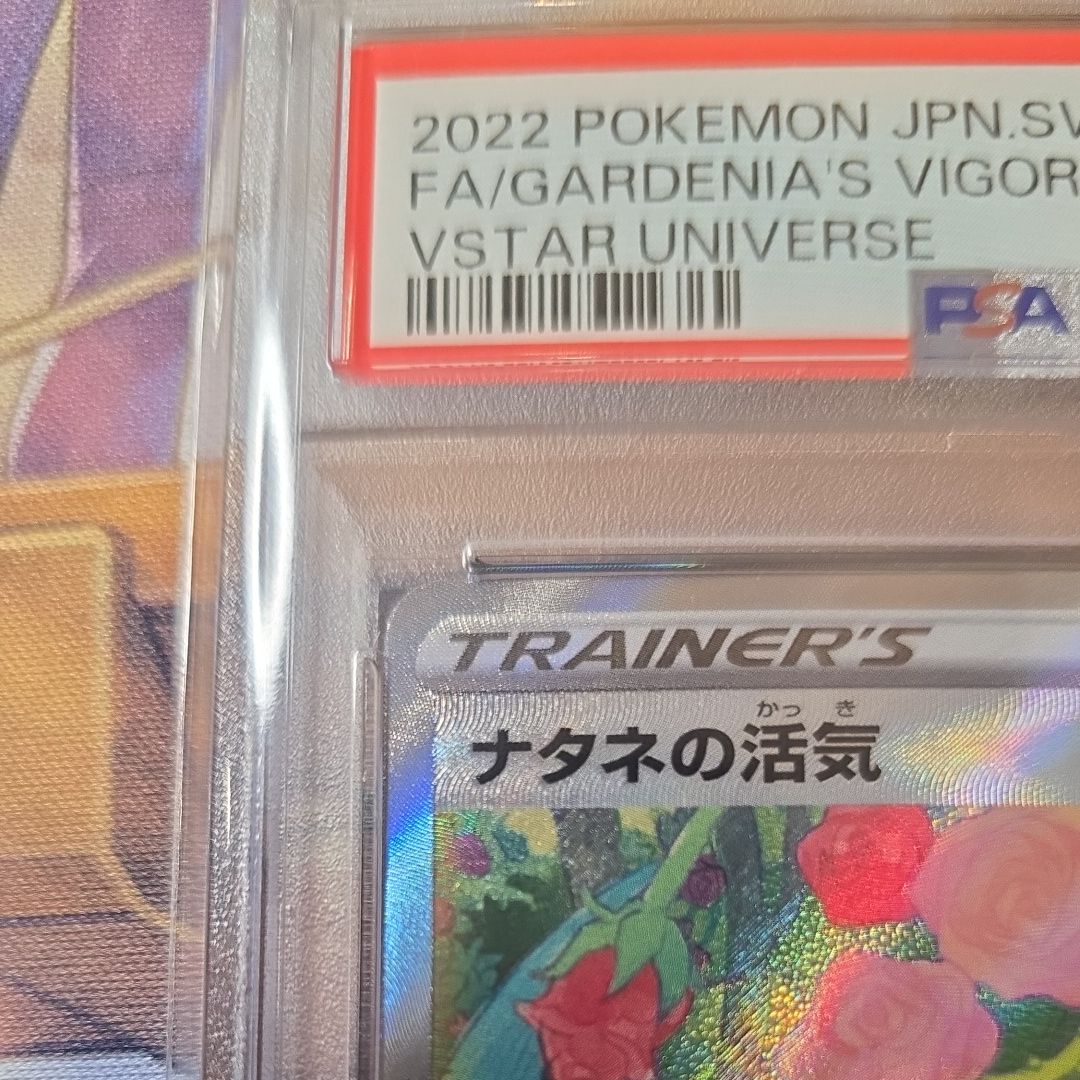 2022 POKEMON JPN.SV
FA/GARDENIA'S VIGOR
VSTAR UNIVERSE
PSA
TRAINER'S
かっき
ナタネの活気